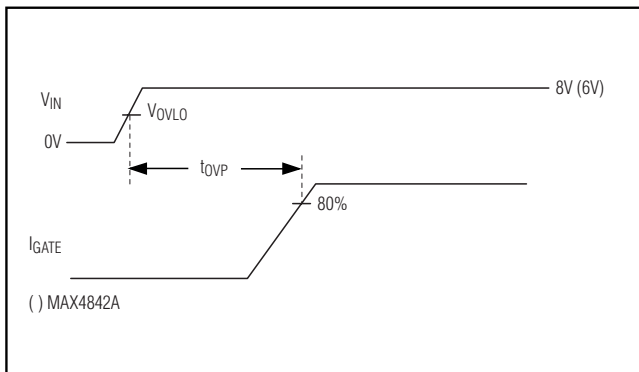 V_IN
8V (6V)
V_OVLO
0V
t_OVP
80%
I_GATE
( ) MAX4842A